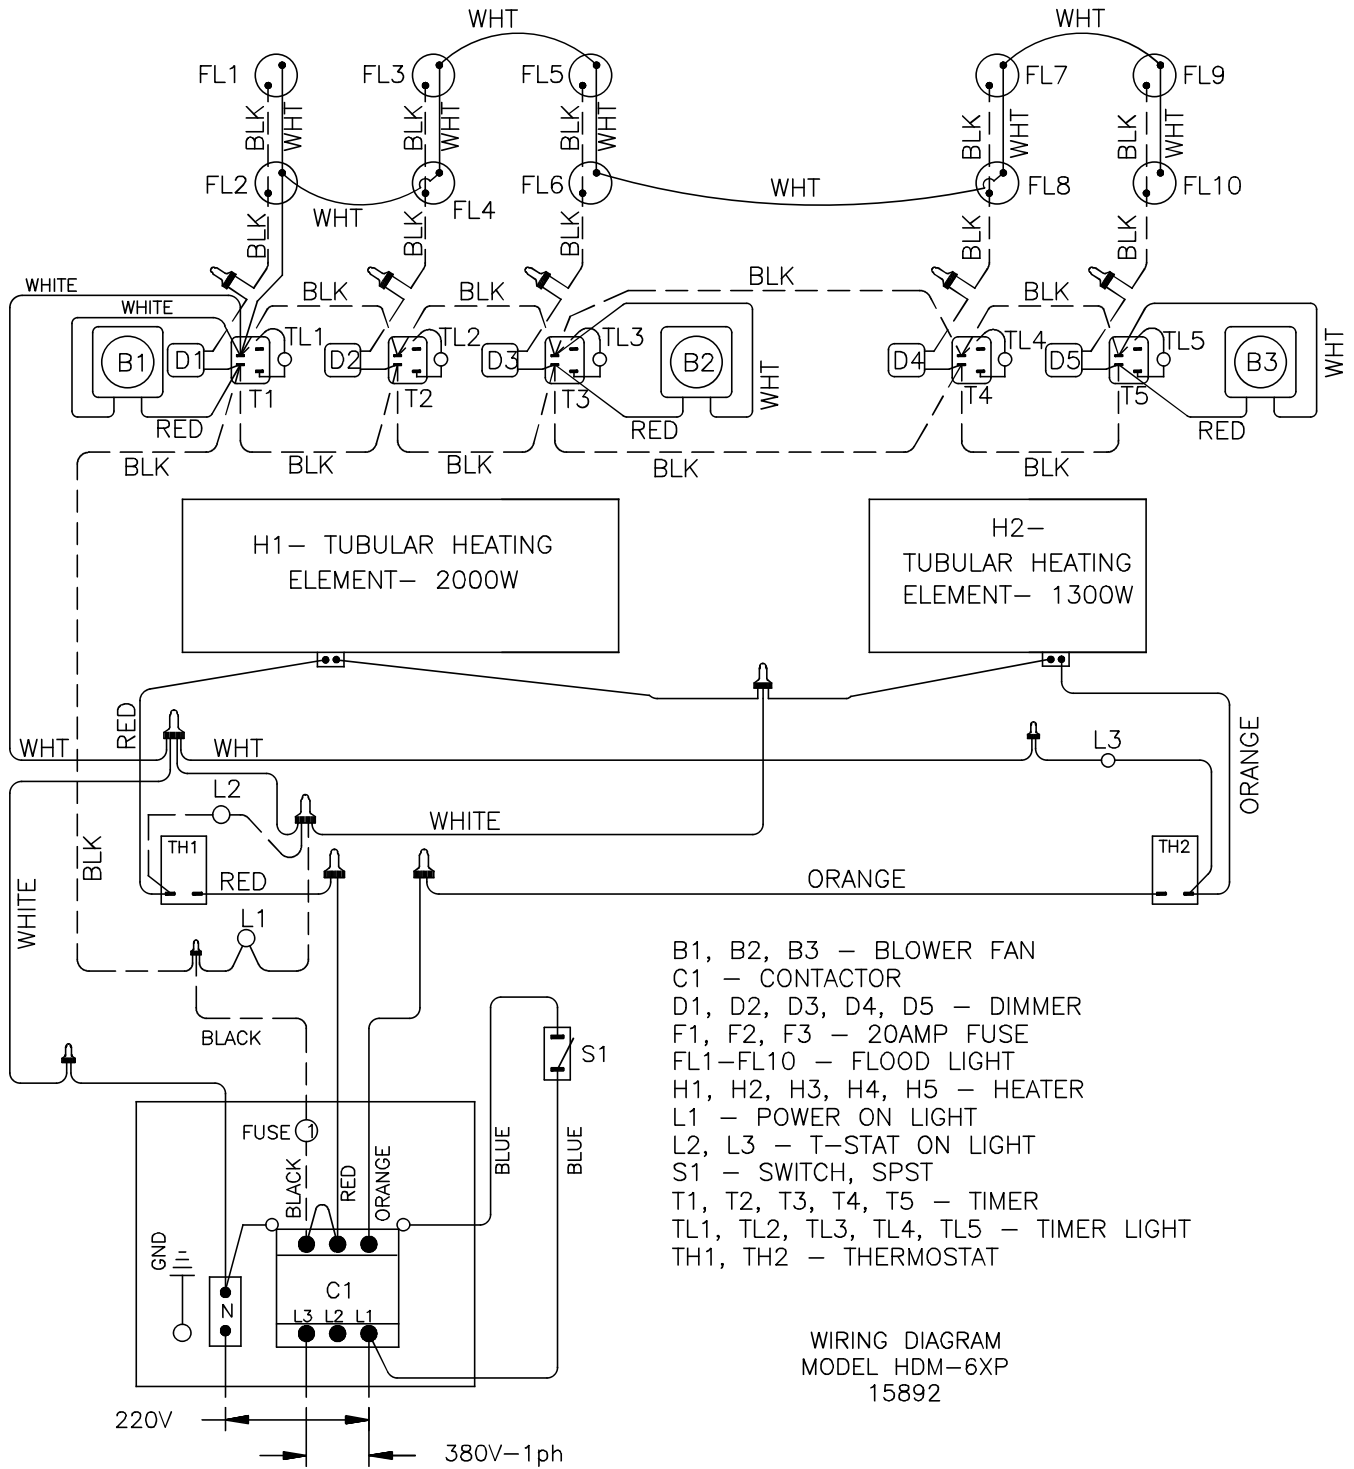 WHT WHT
FL1 FL3 FL5 FL7 FL9
BLK WHT BLK WHT BLK WHT BLK WHT BLK WHT
FL2 FL4 FL6 FL8 FL10
WHT WHT
BLK BLK BLK BLK BLK
WHITE BLK BLK BLK BLK
WHITE
B1 D1 TL1 D2 TL2 D3 TL3 B2 D4 TL4 D5 TL5 B3
WHT WHT
T1 T2 T3 T4 T5
RED RED RED
BLK BLK BLK BLK BLK
H1- TUBULAR HEATING
ELEMENT- 2000W
H2-
TUBULAR HEATING
ELEMENT- 1300W
RED
WHT WHT L3
ORANGE
L2
WHITE
BLK
TH1 TH2
RED ORANGE
WHITE
L1
BLACK
S1
FUSE 1
BLACK RED ORANGE BLUE BLUE
GND
C1
N L3 L2 L1
220V
380V-1ph
B1, B2, B3 - BLOWER FAN
C1 - CONTACTOR
D1, D2, D3, D4, D5 - DIMMER
F1, F2, F3 - 20AMP FUSE
FL1-FL10 - FLOOD LIGHT
H1, H2, H3, H4, H5 - HEATER
L1 - POWER ON LIGHT
L2, L3 - T-STAT ON LIGHT
S1 - SWITCH, SPST
T1, T2, T3, T4, T5 - TIMER
TL1, TL2, TL3, TL4, TL5 - TIMER LIGHT
TH1, TH2 - THERMOSTAT
WIRING DIAGRAM
MODEL HDM-6XP
15892